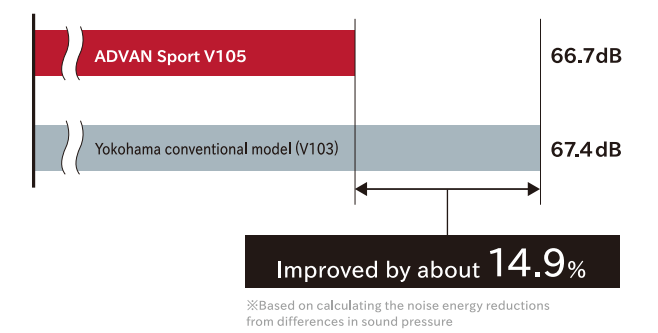 ADVAN Sport V105
66.7dB
Yokohama conventional model (V103)
67.4dB
Improved by about 14.9%
※Based on calculating the noise energy reductions
from differences in sound pressure